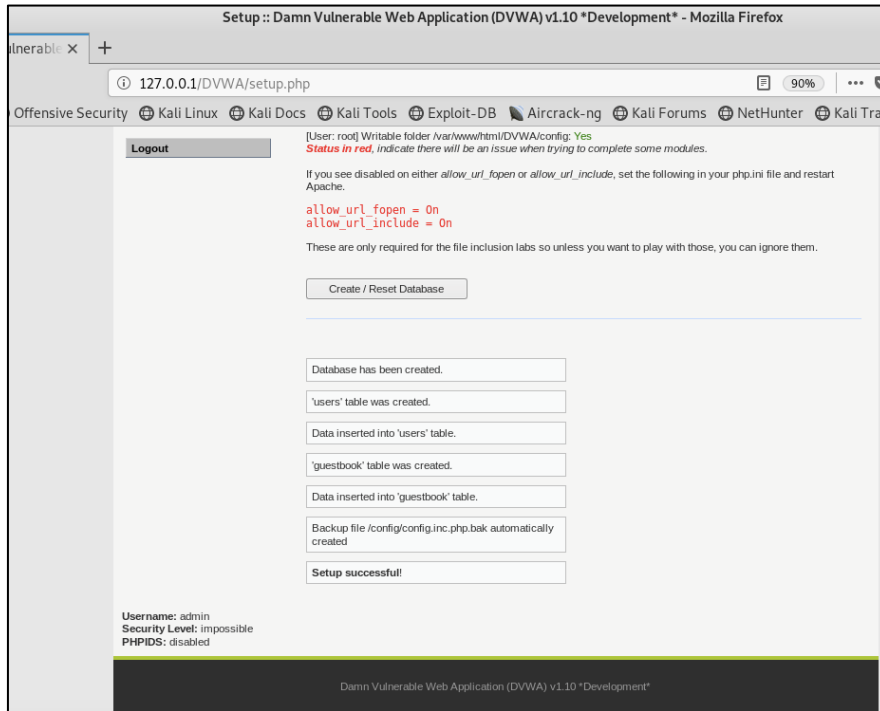 Setup :: Damn Vulnerable Web Application (DVWA) v1.10 *Development* - Mozilla Firefox
ulnerable
127.0.0.1/DVWA/setup.php
90%
Offensive Security Kali Linux Kali Docs Kali Tools Exploit-DB Aircrack-ng Kali Forums NetHunter Kali Tra
Logout
[User: root] Writable folder /var/www/html/DVWA/config: Yes
Status in red, indicate there will be an issue when trying to complete some modules.
If you see disabled on either allow_url_fopen or allow_url_include, set the following in your php.ini file and restart
Apache.
allow_url_fopen = On
allow_url_include = On
These are only required for the file inclusion labs so unless you want to play with those, you can ignore them.
Create / Reset Database
Database has been created.
'users' table was created.
Data inserted into 'users' table.
'guestbook' table was created.
Data inserted into 'guestbook' table.
Backup file /config/config.inc.php.bak automatically
created
Setup successful!
Username: admin
Security Level: impossible
PHPIDS: disabled
Damn Vulnerable Web Application (DVWA) v1.10 *Development*